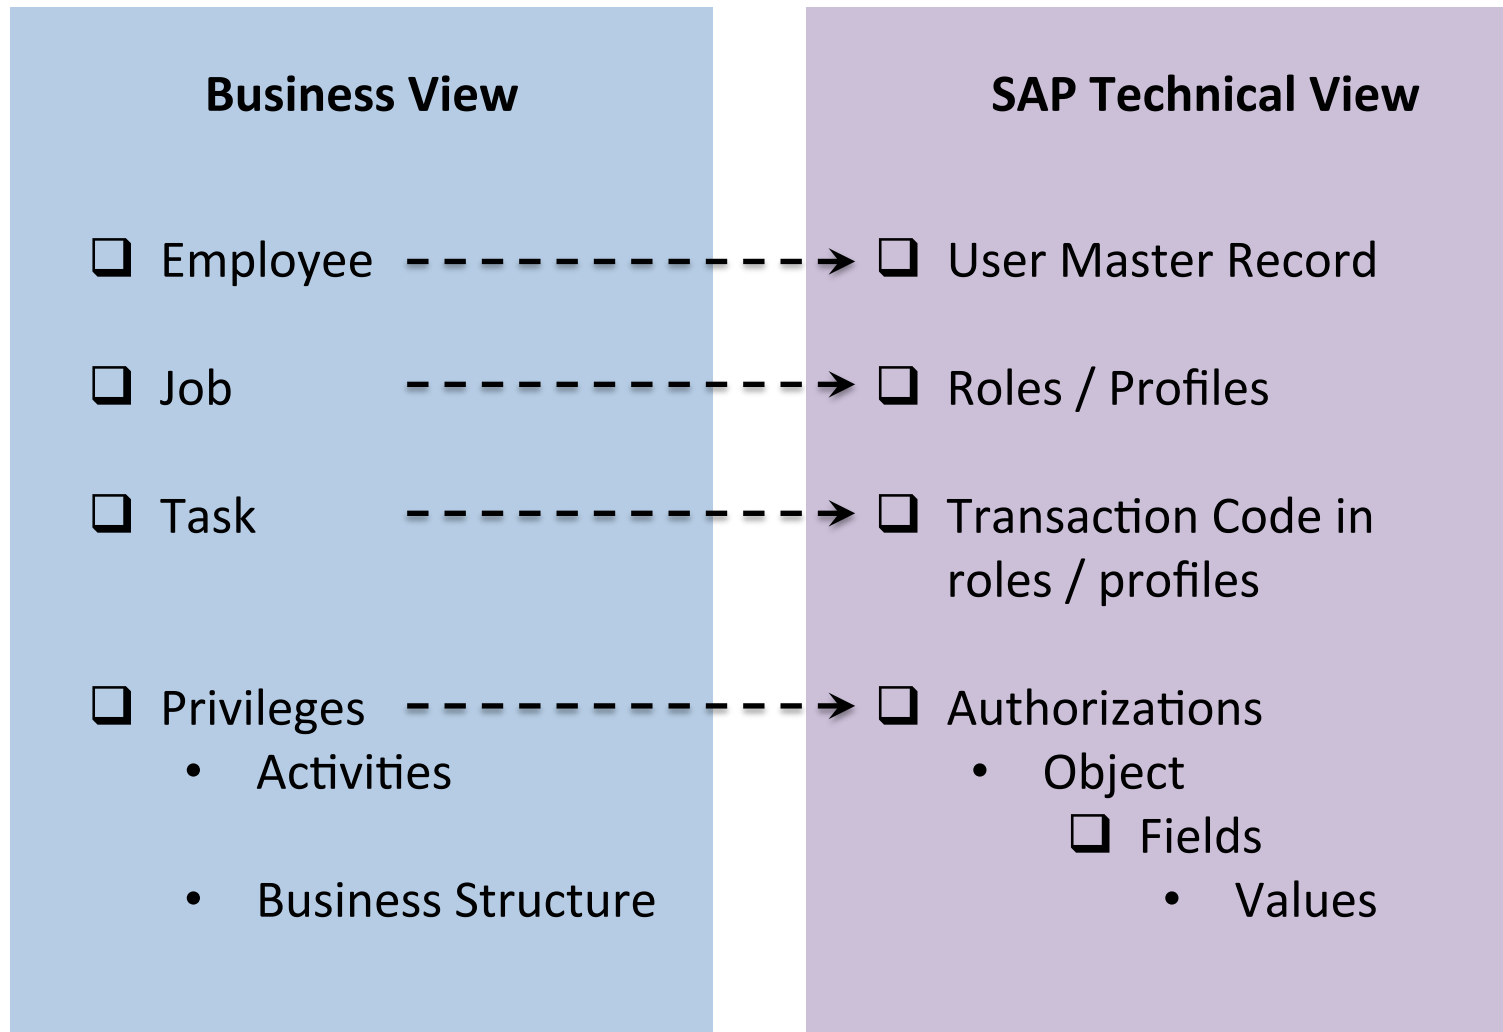 Business View
Employee
Job
Task
Privileges
• Activities
• Business Structure
SAP Technical View
User Master Record
Roles / Profiles
Transaction Code in
roles / profiles
Authorizations
• Object
Fields
• Values